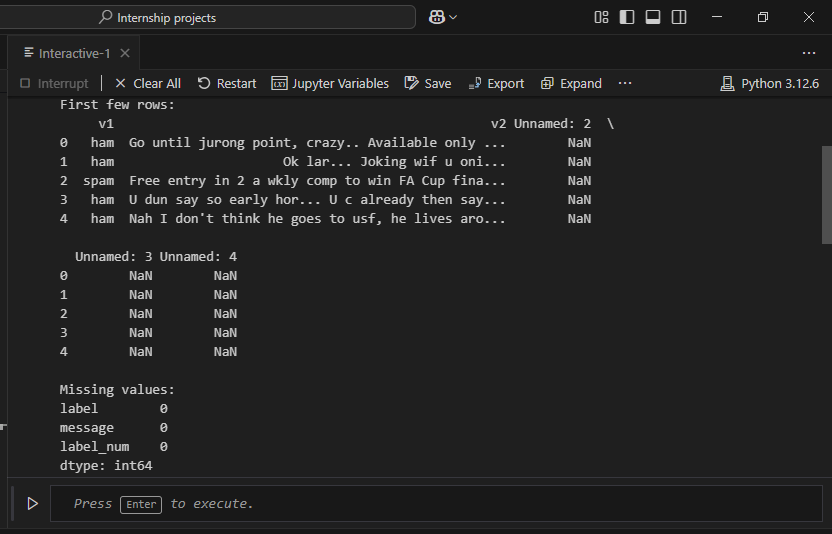 Internship projects
Interactive-1
Interrupt Clear All Restart Jupyter Variables Save Export Expand ... Python 3.12.6
First few rows:
v1 v2 Unnamed: 2 \
0 ham Go until jurong point, crazy.. Available only ... NaN
1 ham Ok lar... Joking wif u oni... NaN
2 spam Free entry in 2 a wkly comp to win FA Cup fina... NaN
3 ham U dun say so early hor... U c already then say... NaN
4 ham Nah I don't think he goes to usf, he lives aro... NaN
Unnamed: 3 Unnamed: 4
0 NaN NaN
1 NaN NaN
2 NaN NaN
3 NaN NaN
4 NaN NaN
Missing values:
label 0
message 0
label_num 0
dtype: int64
Press Enter to execute.